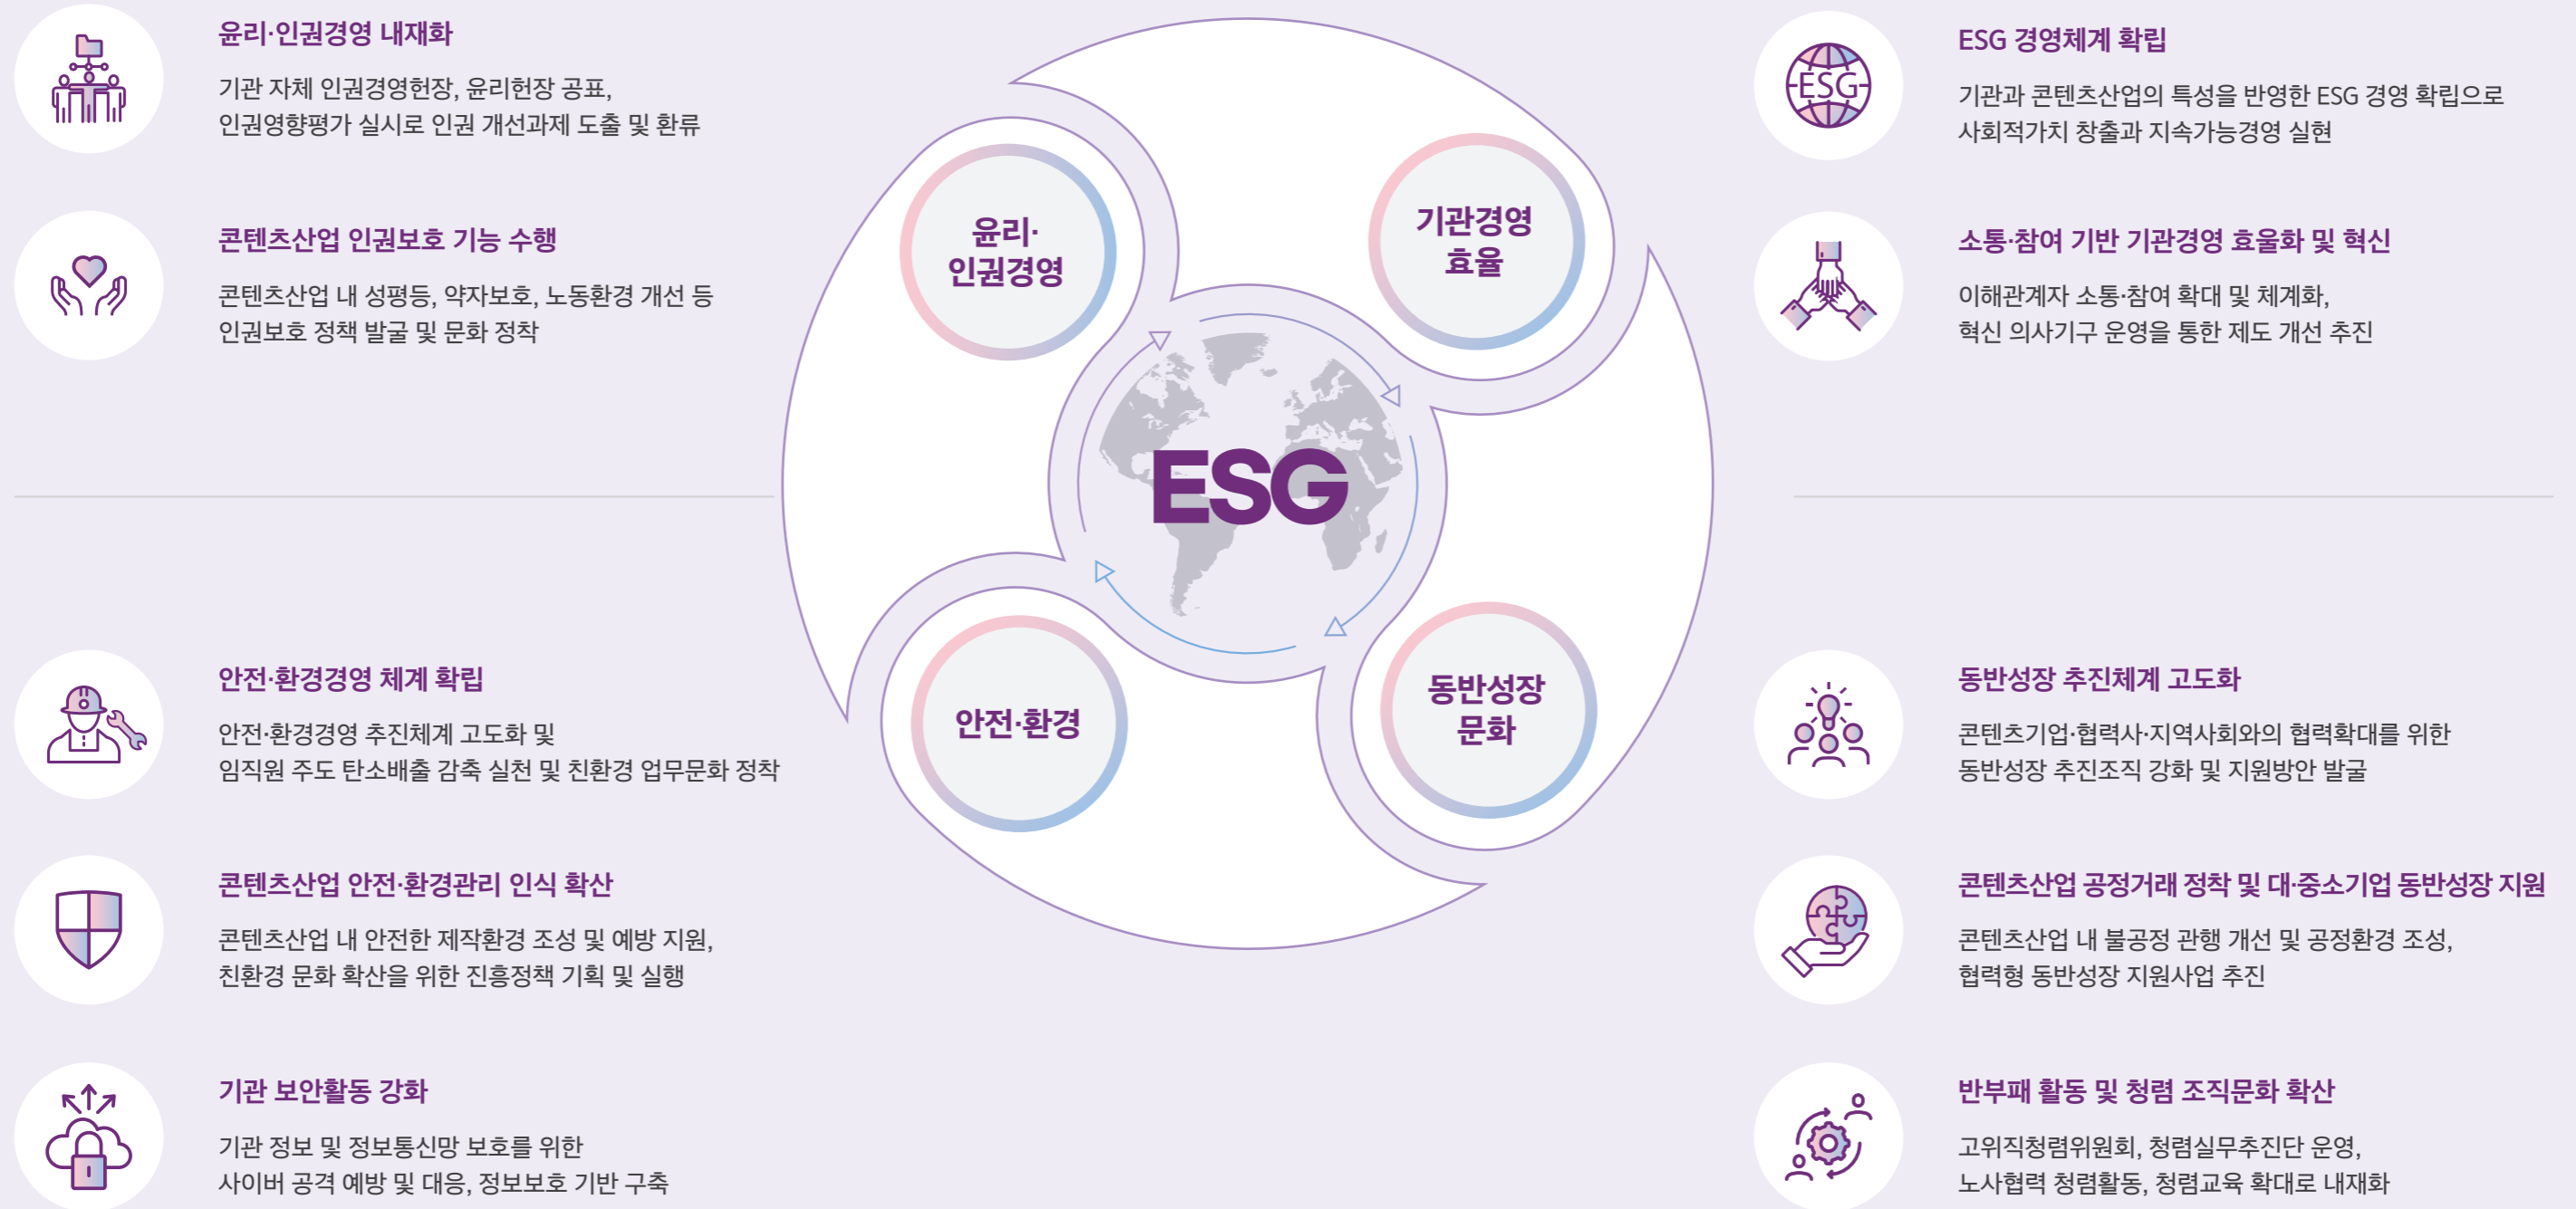 윤리·인권경영 내재화
기관 자체 인권경영헌장, 윤리헌장 공표,
인권영향평가 실시로 인권 개선과제 도출 및 환류
콘텐츠산업 인권보호 기능 수행
콘텐츠산업 내 성평등, 약자보호, 노동환경 개선 등
인권보호 정책 발굴 및 문화 정착
안전·환경경영 체계 확립
안전·환경경영 추진체계 고도화 및
임직원 주도 탄소배출 감축 실천 및 친환경 업무문화 정착
콘텐츠산업 안전·환경관리 인식 확산
콘텐츠산업 내 안전한 제작환경 조성 및 예방 지원,
친환경 문화 확산을 위한 진흥정책 기획 및 실행
기관 보안활동 강화
기관 정보 및 정보통신망 보호를 위한
사이버 공격 예방 및 대응, 정보보호 기반 구축
윤리·
인권경영
기관경영
효율
ESG
안전·환경
동반성장
문화
ESG
ESG 경영체계 확립
기관과 콘텐츠산업의 특성을 반영한 ESG 경영 확립으로
사회적가치 창출과 지속가능경영 실현
소통·참여 기반 기관경영 효율화 및 혁신
이해관계자 소통·참여 확대 및 체계화,
혁신 의사기구 운영을 통한 제도 개선 추진
동반성장 추진체계 고도화
콘텐츠기업·협력사·지역사회와의 협력확대를 위한
동반성장 추진조직 강화 및 지원방안 발굴
콘텐츠산업 공정거래 정착 및 대·중소기업 동반성장 지원
콘텐츠산업 내 불공정 관행 개선 및 공정환경 조성,
협력형 동반성장 지원사업 추진
반부패 활동 및 청렴 조직문화 확산
고위직청렴위원회, 청렴실무추진단 운영,
노사협력 청렴활동, 청렴교육 확대로 내재화